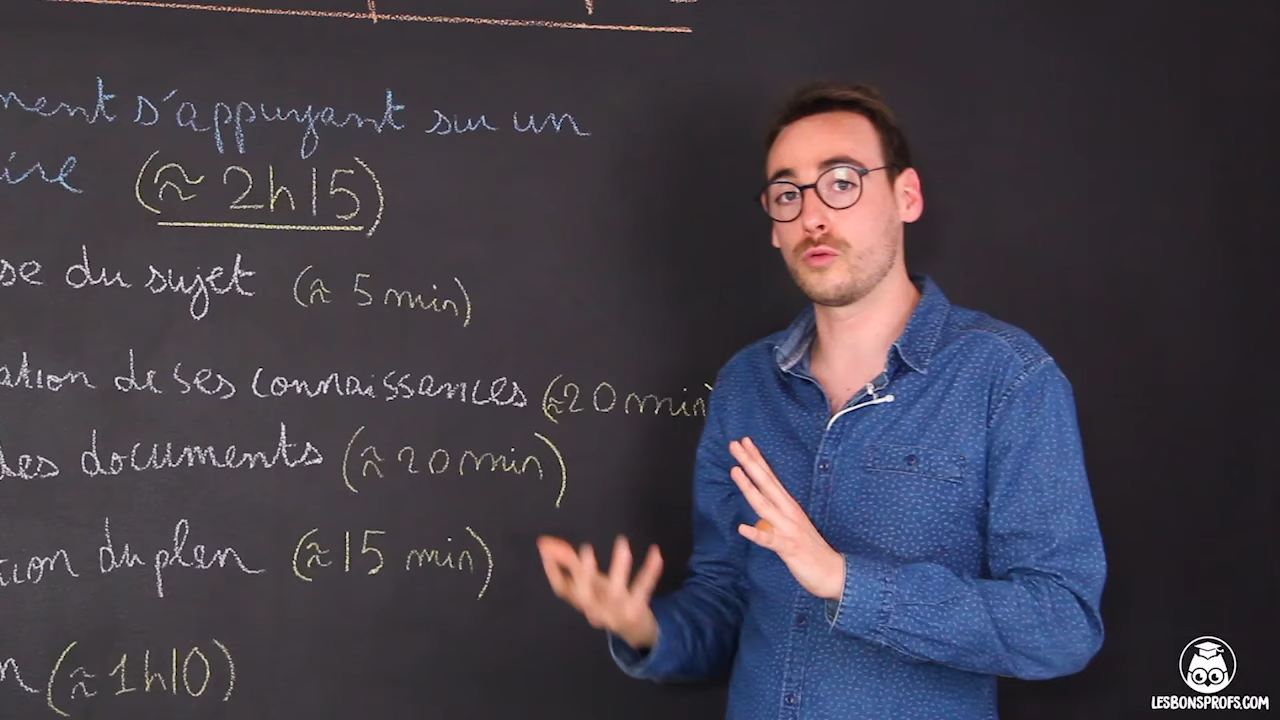 ment s'appuyant sur un
ire (≈ 2h15)
se du sujet (≈ 5 min)
ation de ses connaissances (≈ 20 min)
des documents (≈ 20 min)
tion du plan (≈ 15 min)
n (≈ 1h10)
LESBONSPROFS.COM